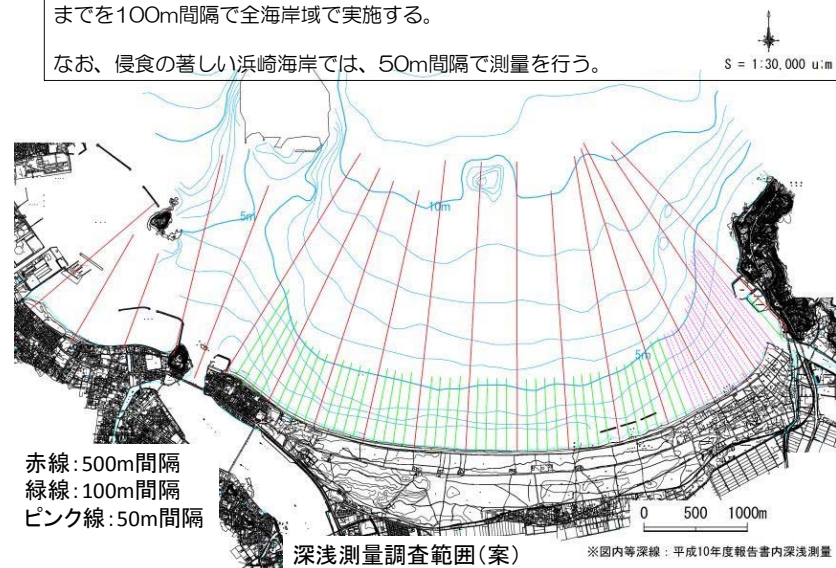 までを100m間隔で全海岸域で実施する。
なお、侵食の著しい浜崎海岸では、50m間隔で測量を行う。
S = 1:30,000 u:m
5m
10m
5m
赤線:500m間隔
緑線:100m間隔
ピンク線:50m間隔
0 500 1000m
深浅測量調査範囲(案)
※図内等深線:平成10年度報告書内深浅測量